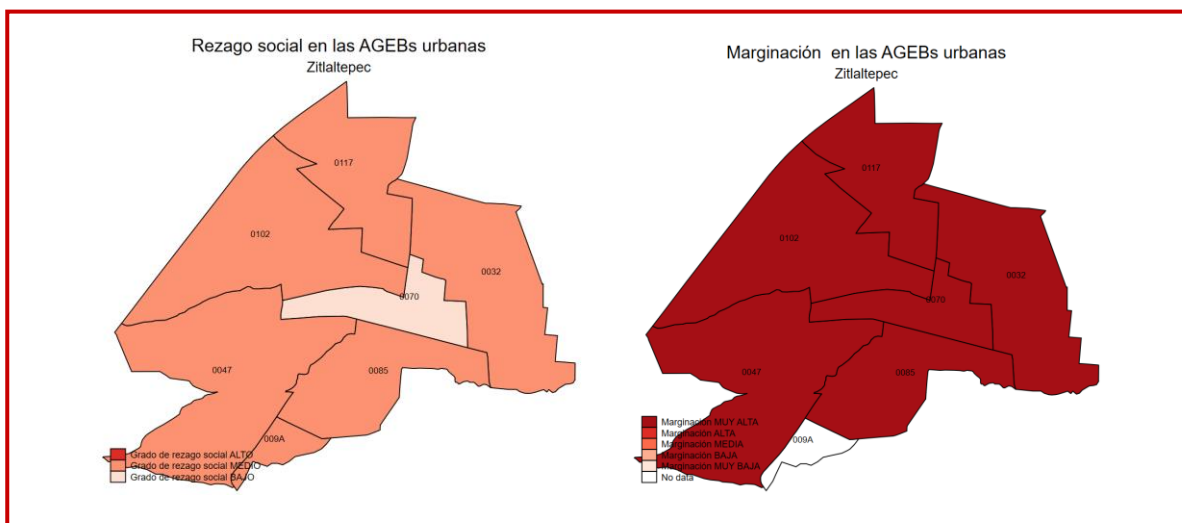 Rezago social en las AGEBs urbanas
Zitlaltepec
0117
0102
0032
0070
0047
0085
009A
Grado de rezago social ALTO
Grado de rezago social MEDIO
Grado de rezago social BAJO
Marginación en las AGEBs urbanas
Zitlaltepec
0117
0102
0032
0070
0047
0085
009A
Marginación MUY ALTA
Marginación ALTA
Marginación MEDIA
Marginación BAJA
Marginación MUY BAJA
No data